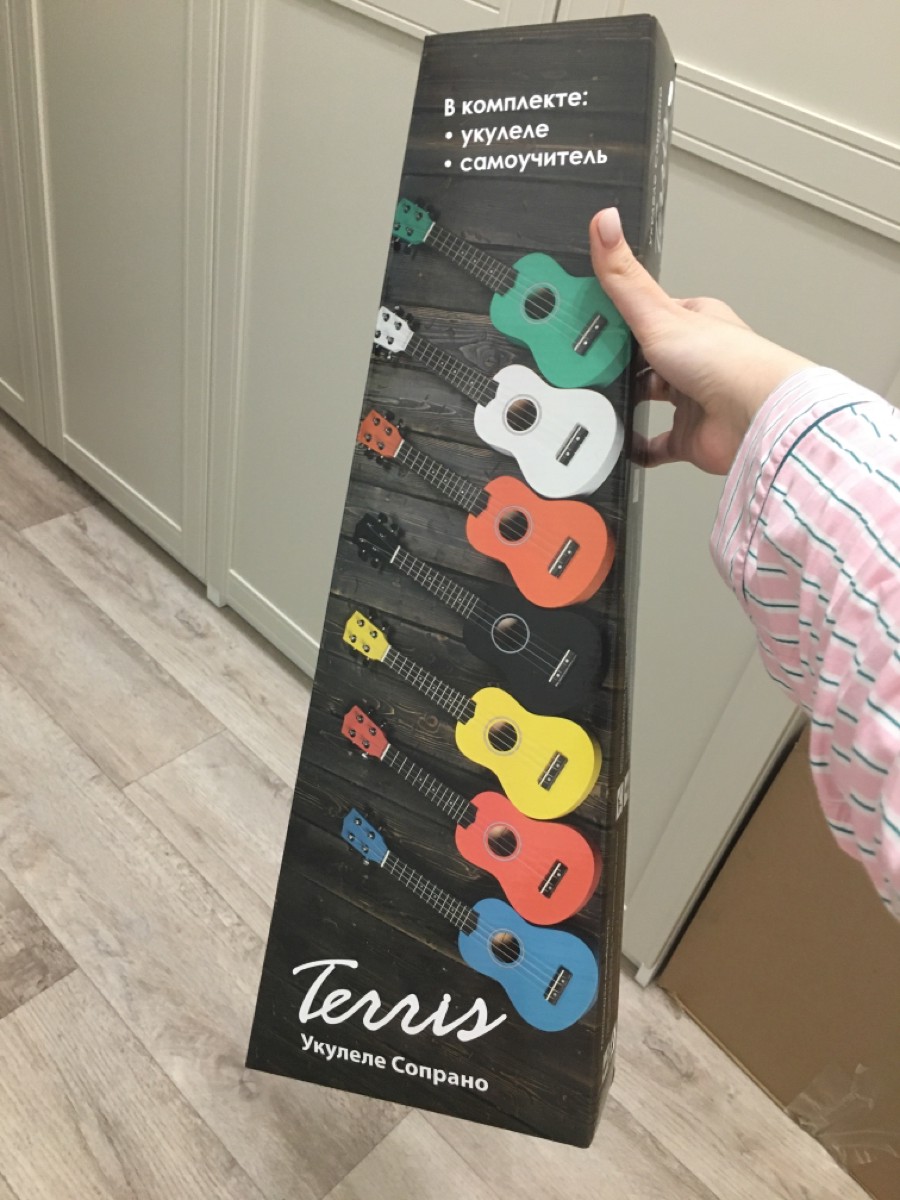 В комплекте:
• укулеле
• самоучитель
Terris
Укулеле Сопрано